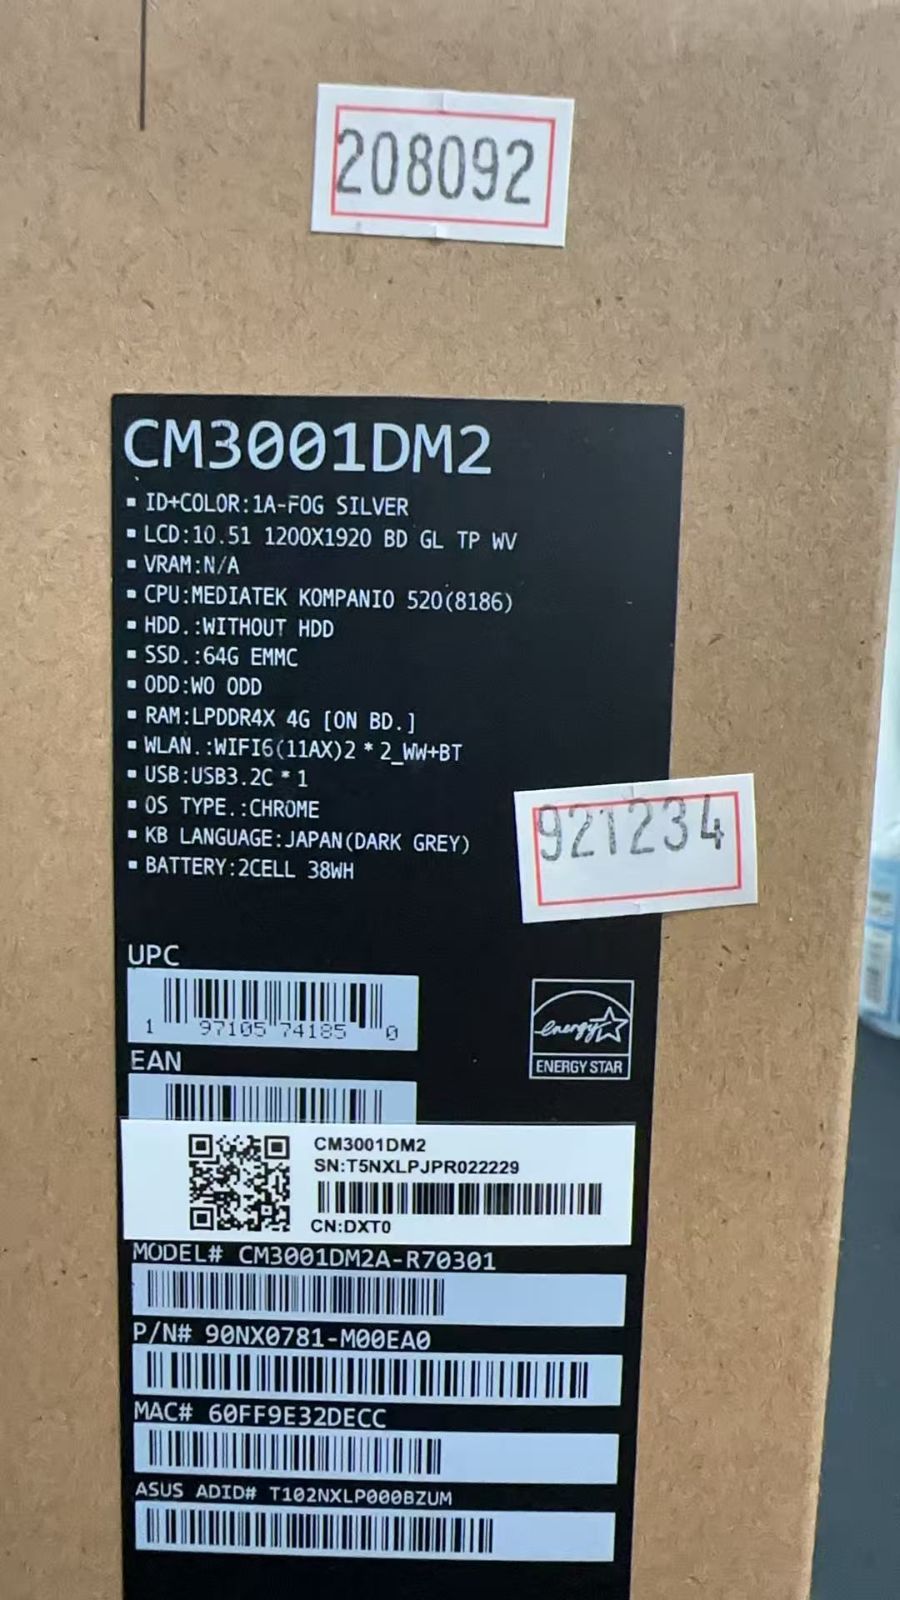 208092
CM3001DM2
▪ ID+COLOR:1A-FOG SILVER
▪ LCD:10.51 1200X1920 BD GL TP WV
▪ VRAM:N/A
▪ CPU:MEDIATEK KOMPANIO 520(8186)
▪ HDD.:WITHOUT HDD
▪ SSD.:64G EMMC
▪ ODD:WO ODD
▪ RAM:LPDDR4X 4G [ON BD.]
▪ WLAN.:WIFI6(11AX)2*2_WW+BT
▪ USB:USB3.2C*1
▪ OS TYPE.:CHROME
▪ KB LANGUAGE:JAPAN(DARK GREY)
▪ BATTERY:2CELL 38WH
921234
UPC
1 97105 74185 0
energy
ENERGY STAR
EAN
CM3001DM2
SN:T5NXLPJPR022229
CN:DXT0
MODEL# CM3001DM2A-R70301
P/N# 90NX0781-M00EA0
MAC# 60FF9E32DECC
ASUS ADID# T102NXLP000BZUM